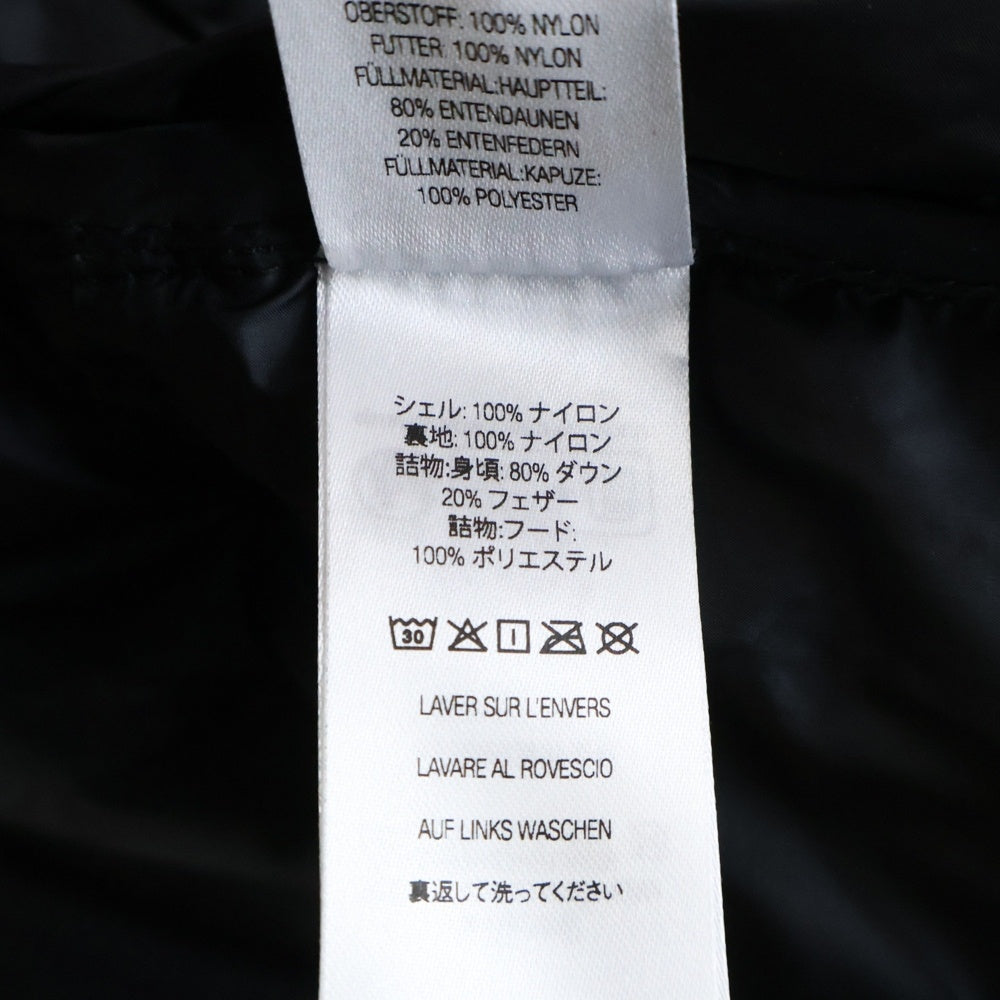 OBERSTOFF: 100% NYLON
FUTTER: 100% NYLON
FÜLLMATERIAL:HAUPTTEIL:
80% ENTENDAUNEN
20% ENTENFEDERN
FÜLLMATERIAL:KAPUZE:
100% POLYESTER
シェル: 100% ナイロン
裏地: 100% ナイロン
詰物:身頃: 80% ダウン
20% フェザー
詰物:フード:
100% ポリエステル
30
LAVER SUR L'ENVERS
LAVARE AL ROVESCIO
AUF LINKS WASCHEN
裏返して洗ってください